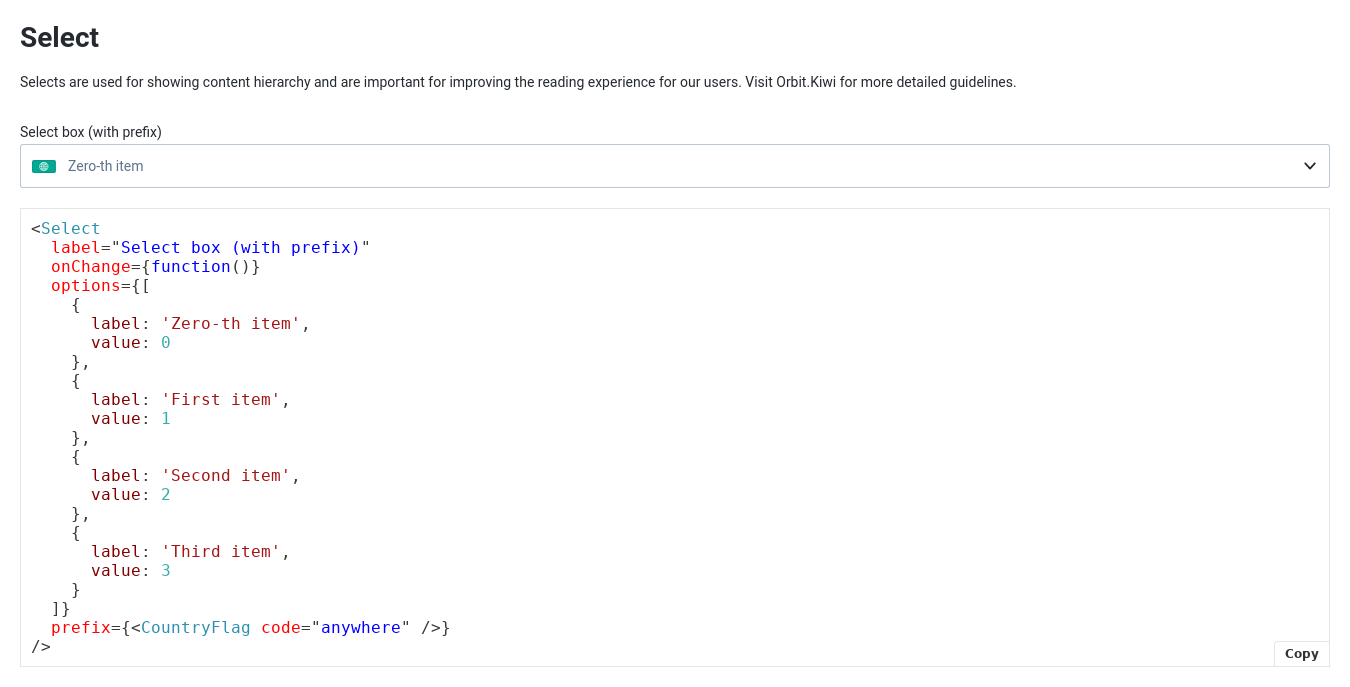 Select
Selects are used for showing content hierarchy and are important for improving the reading experience for our users. Visit Orbit.Kiwi for more detailed guidelines.
Select box (with prefix)
Zero-th item
<Select
  label="Select box (with prefix)"
  onChange={function()}
  options={[
    {
      label: 'Zero-th item',
      value: 0
    },
    {
      label: 'First item',
      value: 1
    },
    {
      label: 'Second item',
      value: 2
    },
    {
      label: 'Third item',
      value: 3
    }
  ]}
  prefix={<CountryFlag code="anywhere" />}
/>
Copy